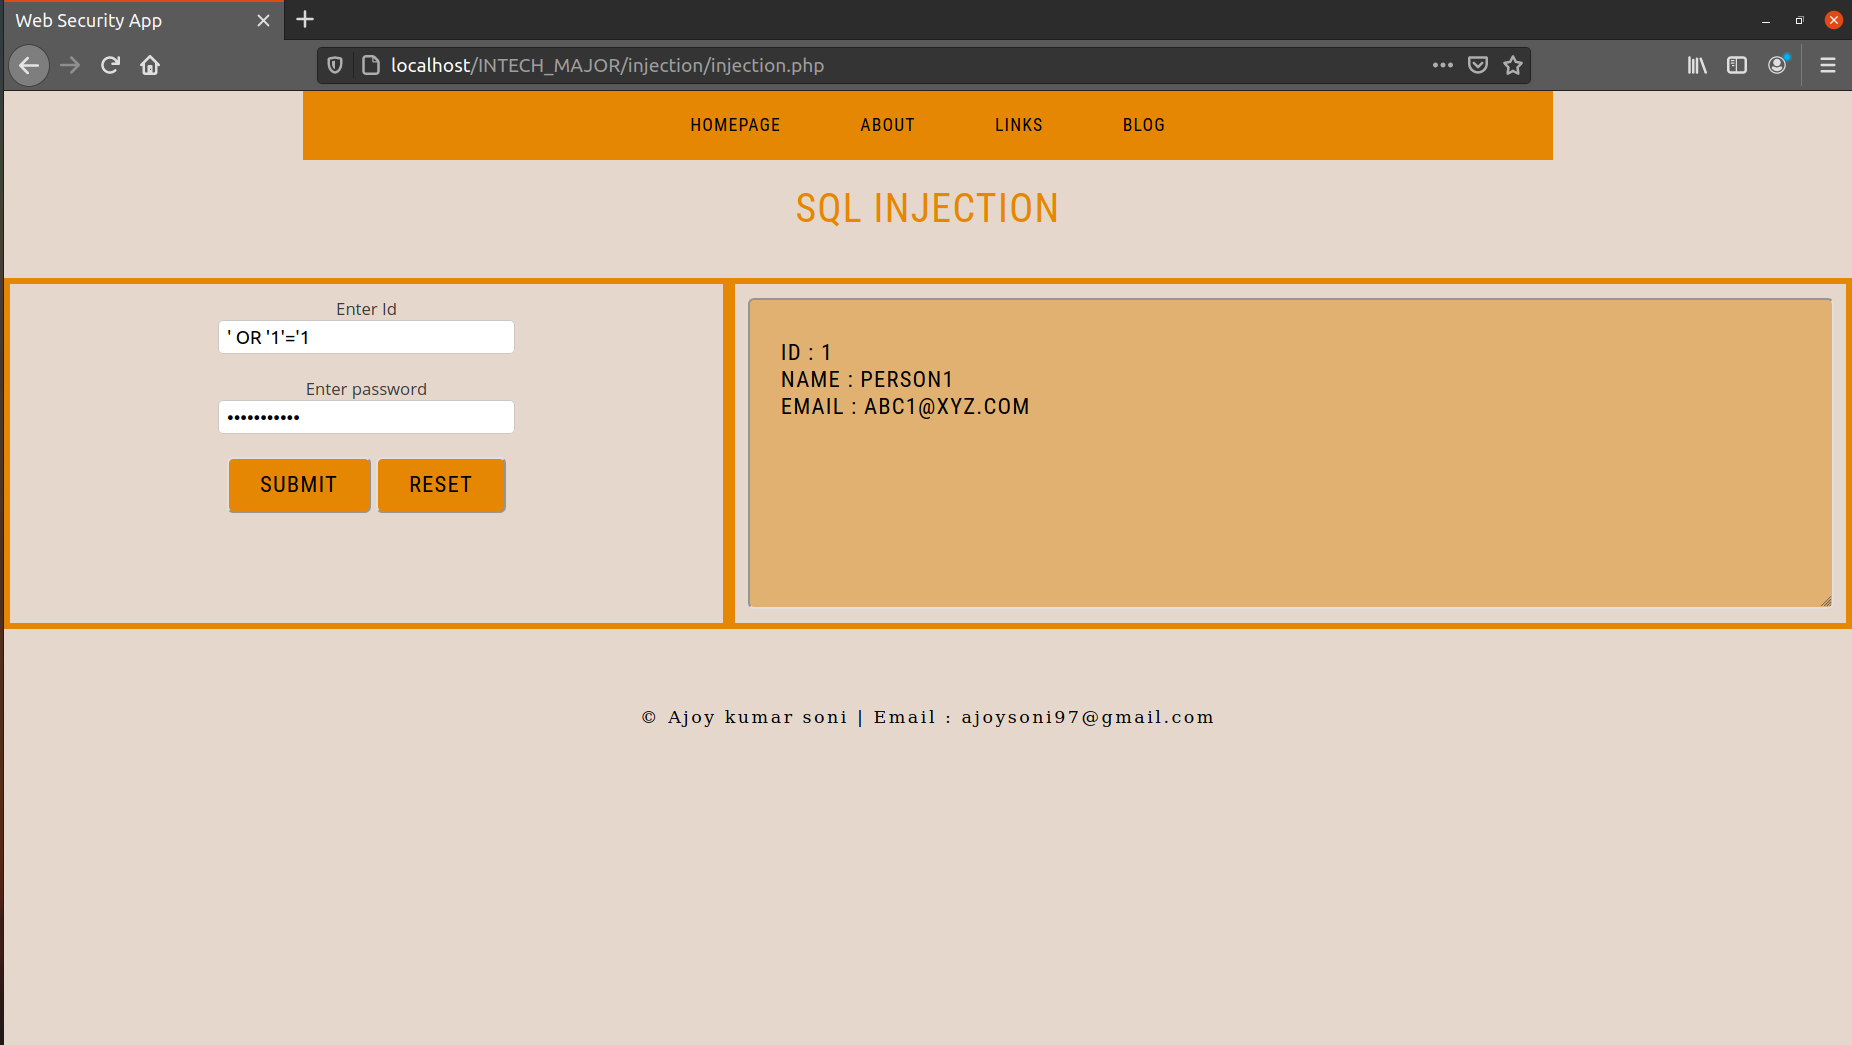 Web Security App
localhost/INTECH_MAJOR/injection/injection.php
HOMEPAGE ABOUT LINKS BLOG
SQL INJECTION
Enter Id
' OR '1'='1
Enter password
•••••••••••
SUBMIT RESET
ID : 1
NAME : PERSON1
EMAIL : ABC1@XYZ.COM
© Ajoy kumar soni | Email : ajoysoni97@gmail.com